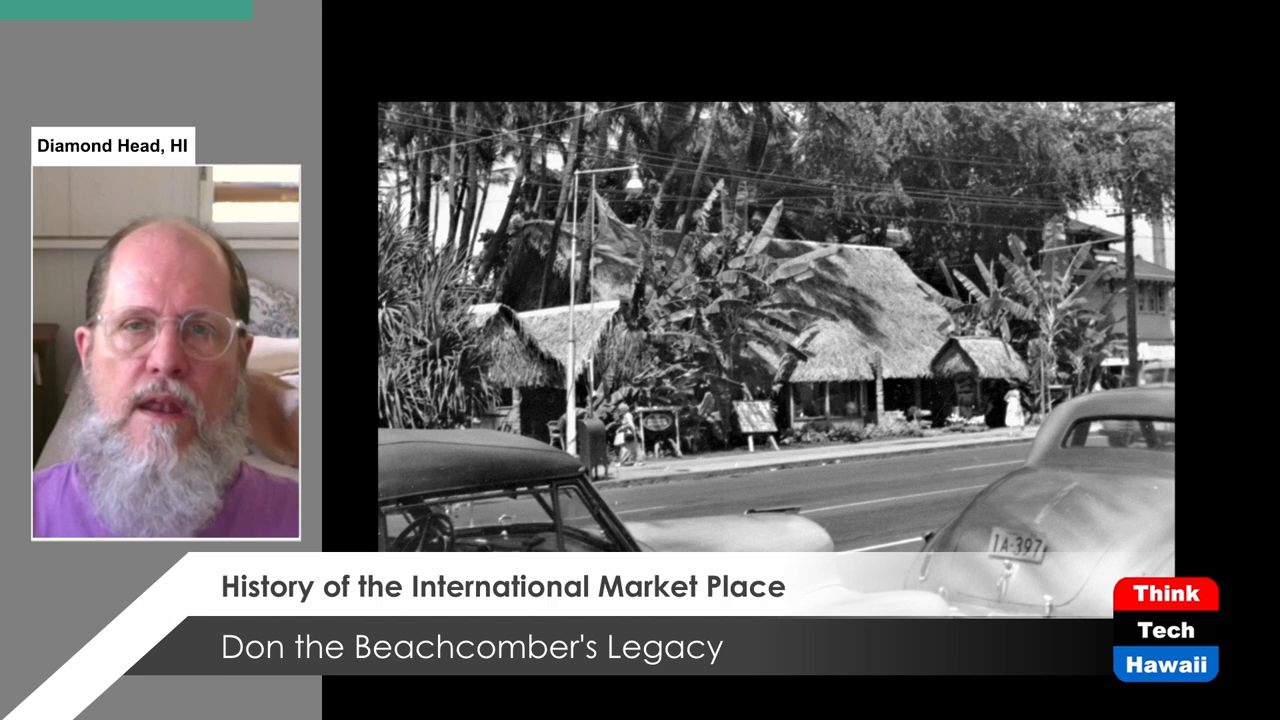 Diamond Head, HI
1A-397
History of the International Market Place
Don the Beachcomber's Legacy
Think
Tech
Hawaii